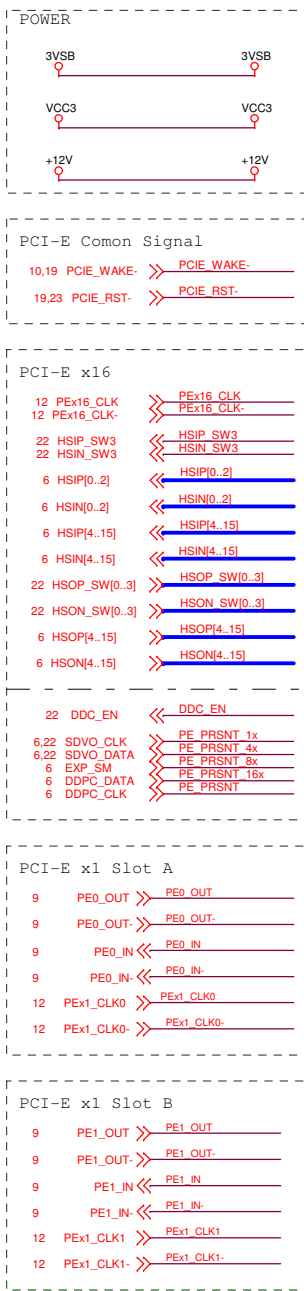 POWER
3VSB 3VSB
VCC3 VCC3
+12V +12V
PCI-E Comon Signal
10,19 PCIE_WAKE- PCIE_WAKE-
19,23 PCIE_RST- PCIE_RST-
PCI-E x16
12 PEx16_CLK PEx16_CLK
12 PEx16_CLK- PEx16_CLK-
22 HSIP_SW3 HSIP_SW3
22 HSIN_SW3 HSIN_SW3
6 HSIP[0..2] HSIP[0..2]
6 HSIN[0..2] HSIN[0..2]
6 HSIP[4..15] HSIP[4..15]
6 HSIN[4..15] HSIN[4..15]
22 HSOP_SW[0..3] HSOP_SW[0..3]
22 HSON_SW[0..3] HSON_SW[0..3]
6 HSOP[4..15] HSOP[4..15]
6 HSON[4..15] HSON[4..15]
22 DDC_EN DDC_EN
6,22 SDVO_CLK PE_PRSNT_1x
6,22 SDVO_DATA PE_PRSNT_4x
6 EXP_SM PE_PRSNT_8x
6 DDPC_DATA PE_PRSNT_16x
6 DDPC_CLK PE_PRSNT
PCI-E x1 Slot A
9 PE0_OUT PE0_OUT
9 PE0_OUT- PE0_OUT-
9 PE0_IN PE0_IN
9 PE0_IN- PE0_IN-
12 PEx1_CLK0 PEx1_CLK0
12 PEx1_CLK0- PEx1_CLK0-
PCI-E x1 Slot B
9 PE1_OUT PE1_OUT
9 PE1_OUT- PE1_OUT-
9 PE1_IN PE1_IN
9 PE1_IN- PE1_IN-
12 PEx1_CLK1 PEx1_CLK1
12 PEx1_CLK1- PEx1_CLK1-